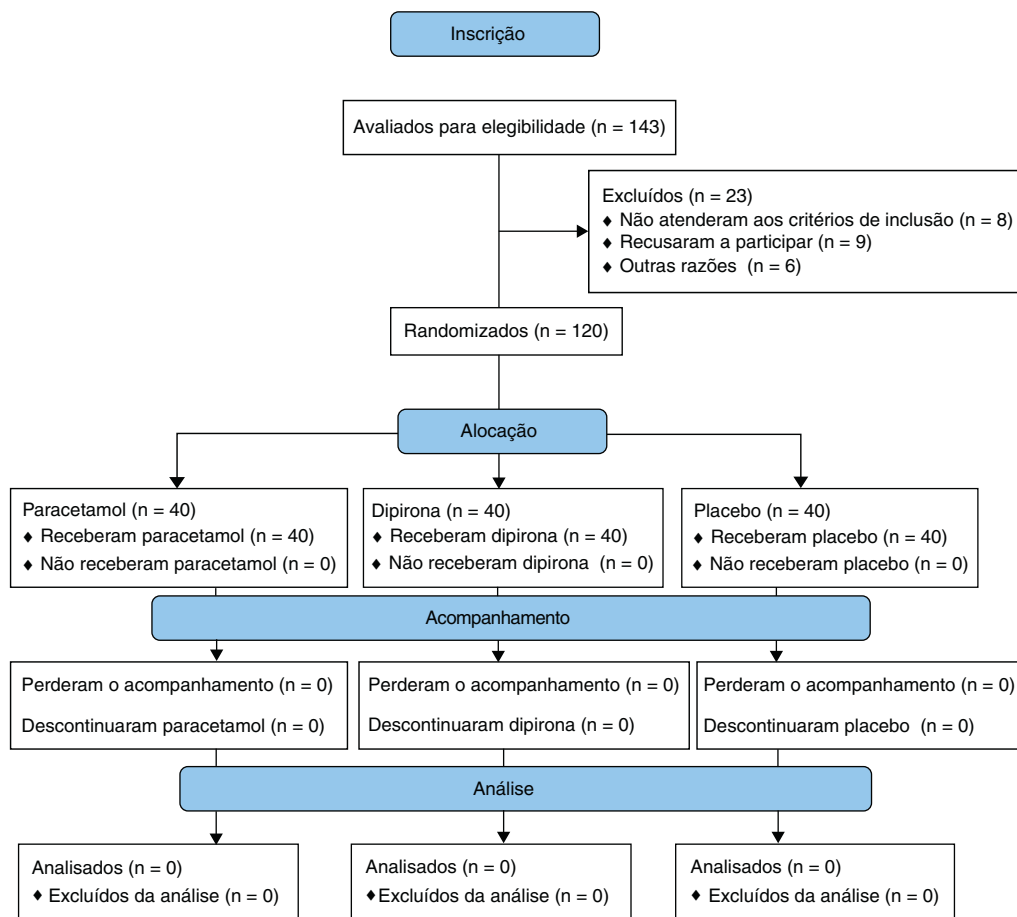 Inscrição
Avaliados para elegibilidade (n = 143)
Excluídos (n = 23)
♦ Não atenderam aos critérios de inclusão (n = 8)
♦ Recusaram a participar (n = 9)
♦ Outras razões (n = 6)
Randomizados (n = 120)
Alocação
Paracetamol (n = 40)
♦ Receberam paracetamol (n = 40)
♦ Não receberam paracetamol (n = 0)
Dipirona (n = 40)
♦ Receberam dipirona (n = 40)
♦ Não receberam dipirona (n = 0)
Placebo (n = 40)
♦ Receberam placebo (n = 40)
♦ Não receberam placebo (n = 0)
Acompanhamento
Perderam o acompanhamento (n = 0)
Descontinuaram paracetamol (n = 0)
Perderam o acompanhamento (n = 0)
Descontinuaram dipirona (n = 0)
Perderam o acompanhamento (n = 0)
Descontinuaram placebo (n = 0)
Análise
Analisados (n = 0)
♦ Excluídos da análise (n = 0)
Analisados (n = 0)
♦Excluídos da análise (n = 0)
Analisados (n = 0)
♦ Excluídos da análise (n = 0)